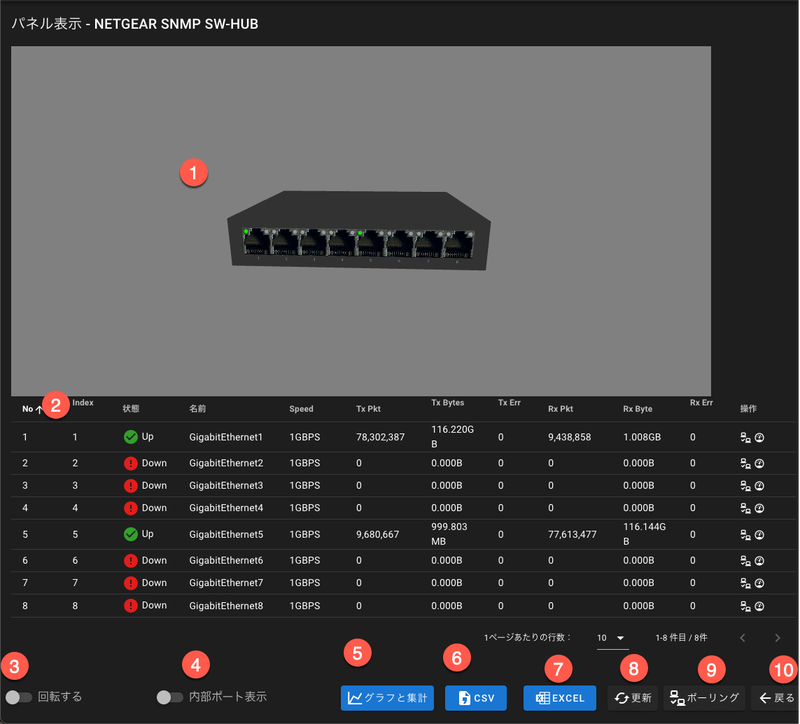 パネル表示 - NETGEAR SNMP SW-HUB
1
2
No Index 状態 名前 Speed Tx Pkt Tx Bytes Tx Err Rx Pkt Rx Byte Rx Err 操作
1 1 Up GigabitEthernet1 1GBPS 78,302,387 116.220GB 0 9,438,858 1.008GB 0
2 2 Down GigabitEthernet2 1GBPS 0 0.000B 0 0 0.000B 0
3 3 Down GigabitEthernet3 1GBPS 0 0.000B 0 0 0.000B 0
4 4 Down GigabitEthernet4 1GBPS 0 0.000B 0 0 0.000B 0
5 5 Up GigabitEthernet5 1GBPS 9,680,667 999.803MB 0 77,613,477 116.144GB 0
6 6 Down GigabitEthernet6 1GBPS 0 0.000B 0 0 0.000B 0
7 7 Down GigabitEthernet7 1GBPS 0 0.000B 0 0 0.000B 0
8 8 Down GigabitEthernet8 1GBPS 0 0.000B 0 0 0.000B 0
1ページあたりの行数： 10 1-8 件目 / 8件
3 4 5 6 7 8 9 10
回転する 内部ポート表示 グラフと集計 CSV EXCEL 更新 ポーリング 戻る